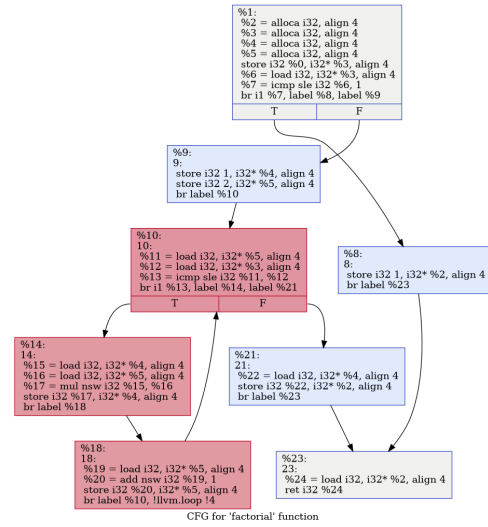 %1:
%2 = alloca i32, align 4
%3 = alloca i32, align 4
%4 = alloca i32, align 4
%5 = alloca i32, align 4
store i32 %0, i32* %3, align 4
%6 = load i32, i32* %3, align 4
%7 = icmp sle i32 %6, 1
br i1 %7, label %8, label %9
T F
%9:
9:
store i32 1, i32* %4, align 4
store i32 2, i32* %5, align 4
br label %10
%10:
10:
%11 = load i32, i32* %5, align 4
%12 = load i32, i32* %3, align 4
%13 = icmp sle i32 %11, %12
br i1 %13, label %14, label %21
T F
%8:
8:
store i32 1, i32* %2, align 4
br label %23
%14:
14:
%15 = load i32, i32* %4, align 4
%16 = load i32, i32* %5, align 4
%17 = mul nsw i32 %15, %16
store i32 %17, i32* %4, align 4
br label %18
%21:
21:
%22 = load i32, i32* %4, align 4
store i32 %22, i32* %2, align 4
br label %23
%18:
18:
%19 = load i32, i32* %5, align 4
%20 = add nsw i32 %19, 1
store i32 %20, i32* %5, align 4
br label %10, !llvm.loop !4
%23:
23:
%24 = load i32, i32* %2, align 4
ret i32 %24
CFG for 'factorial' function